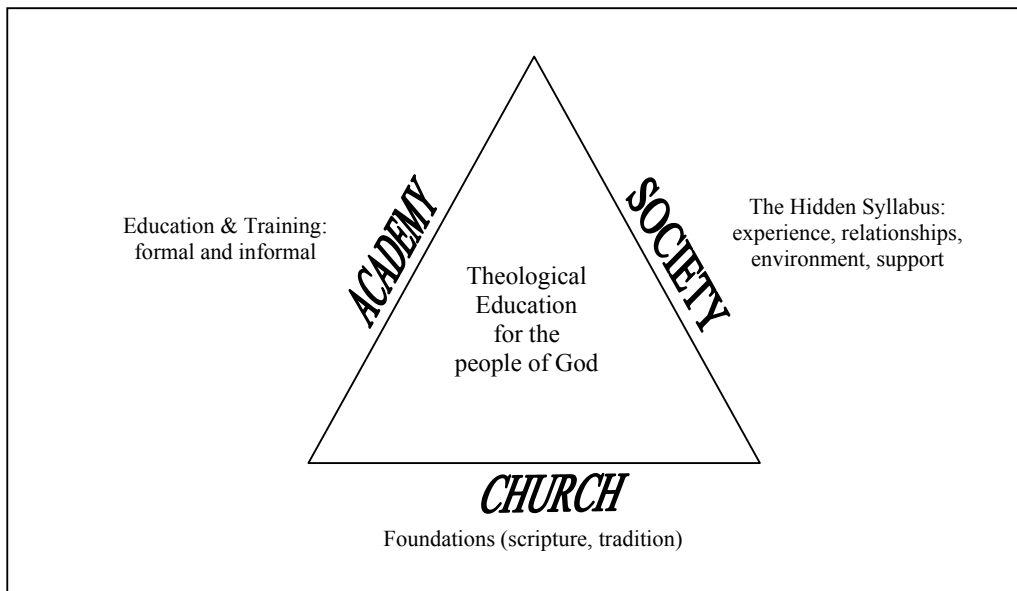 Education & Training:
formal and informal
ACADEMY
Theological
Education
for the
people of God
SOCIETY
The Hidden Syllabus:
experience, relationships,
environment, support
CHURCH
Foundations (scripture, tradition)